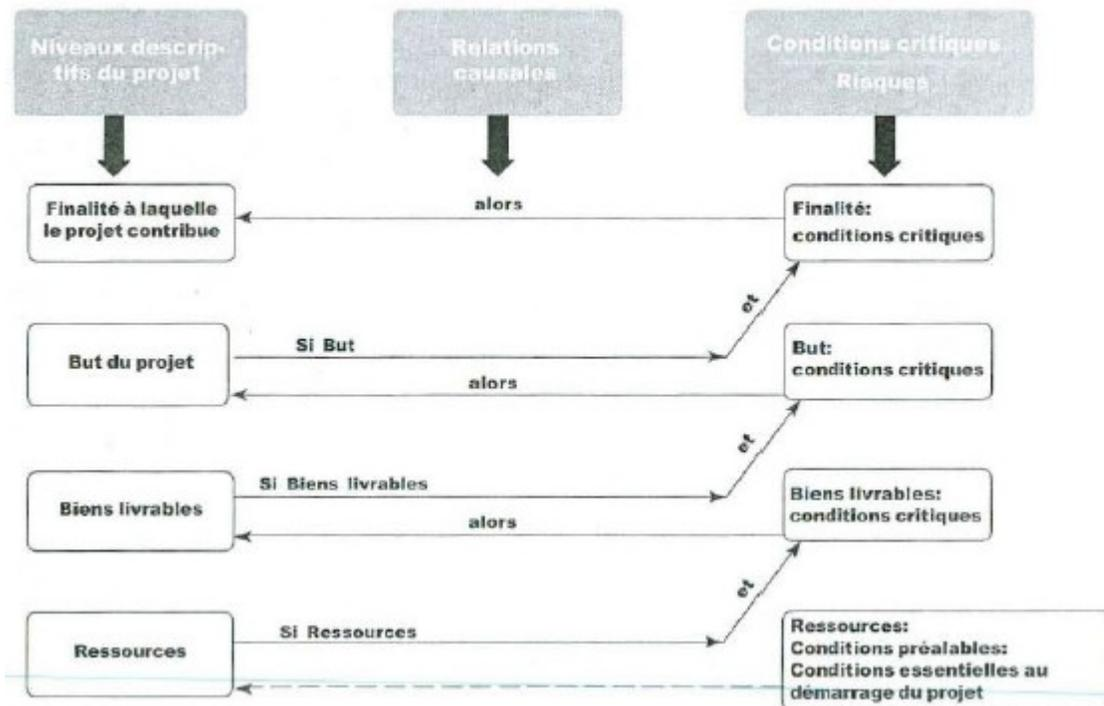 Niveaux descrip-
tifs du projet
Relations
causales
Conditions critiques
Risques
Finalité à laquelle
le projet contribue
alors
Finalité:
conditions critiques
et
But du projet
Si But
alors
But:
conditions critiques
et
Biens livrables
Si Biens livrables
alors
Biens livrables:
conditions critiques
et
Ressources
Si Ressources
Ressources:
Conditions préalables:
Conditions essentielles au
démarrage du projet